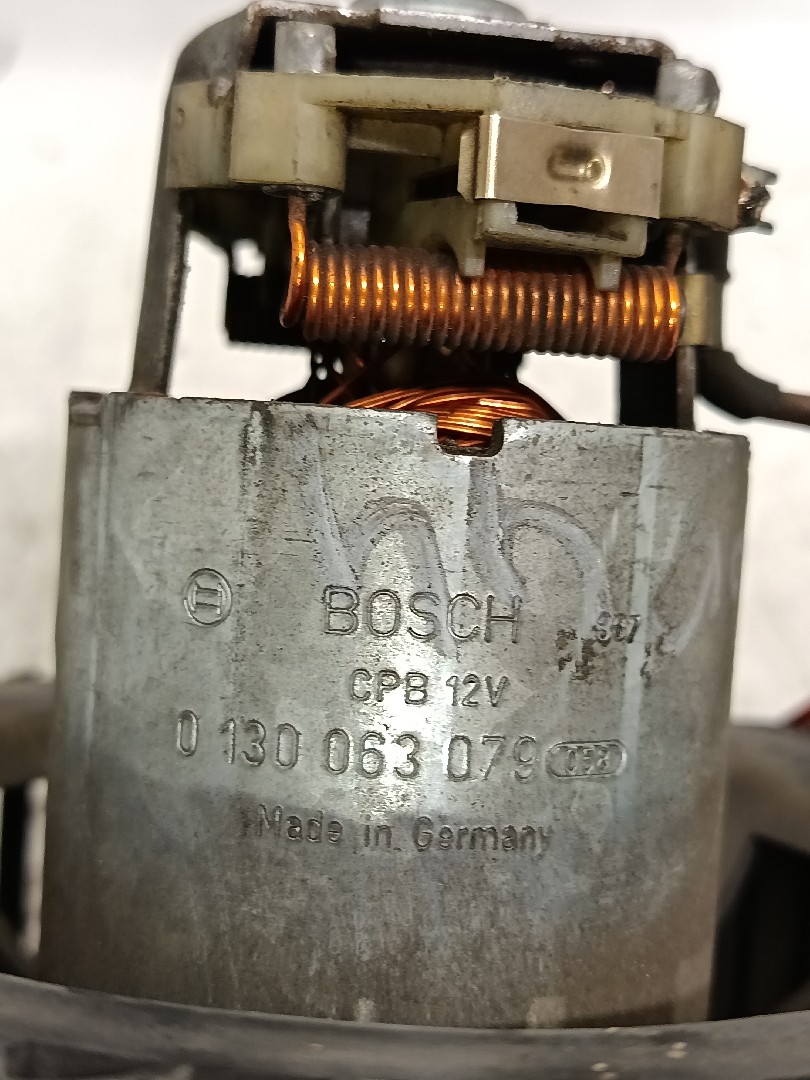 BOSCH
CPB 12V
0 130 063 079
Made in Germany